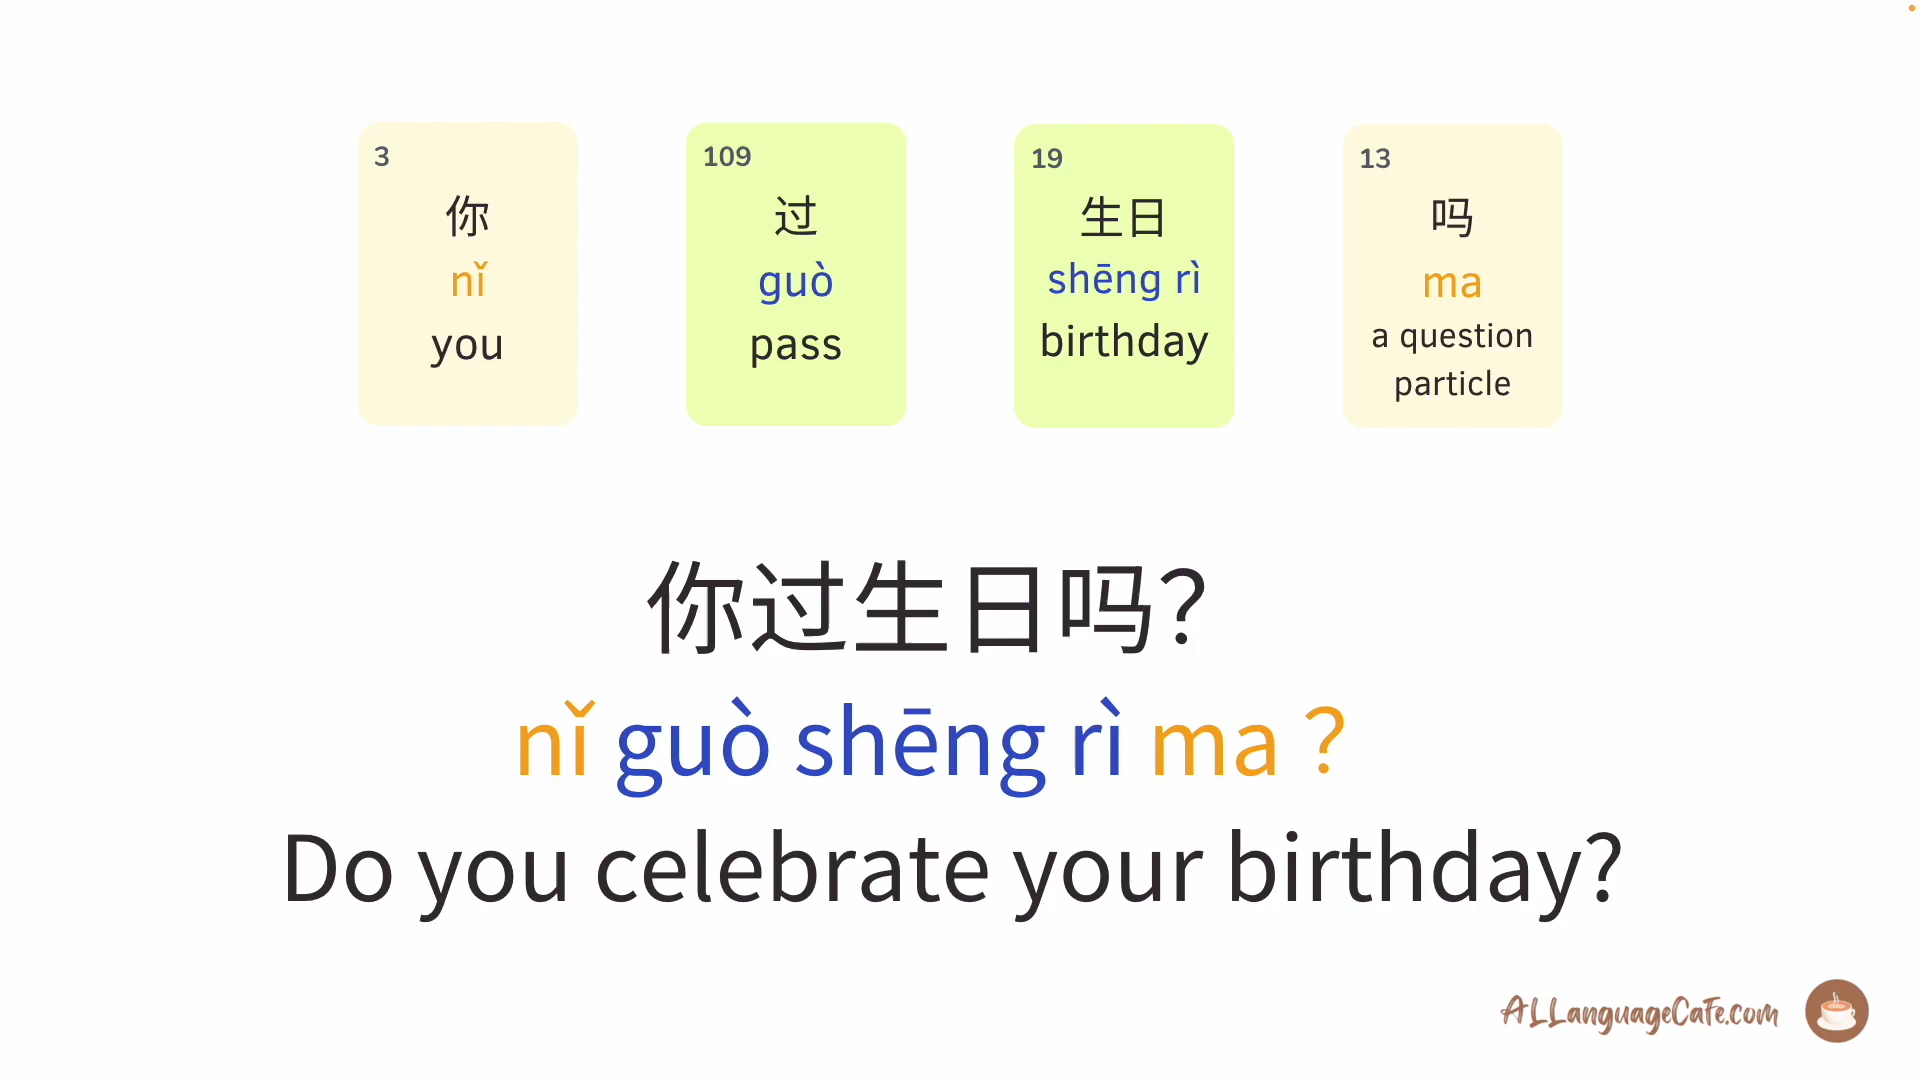 3
你
nǐ
you
109
过
guò
pass
19
生日
shēng rì
birthday
13
吗
ma
a question
particle
你过生日吗?
nǐ guò shēng rì ma ?
Do you celebrate your birthday?
ALLanguageCafe.com